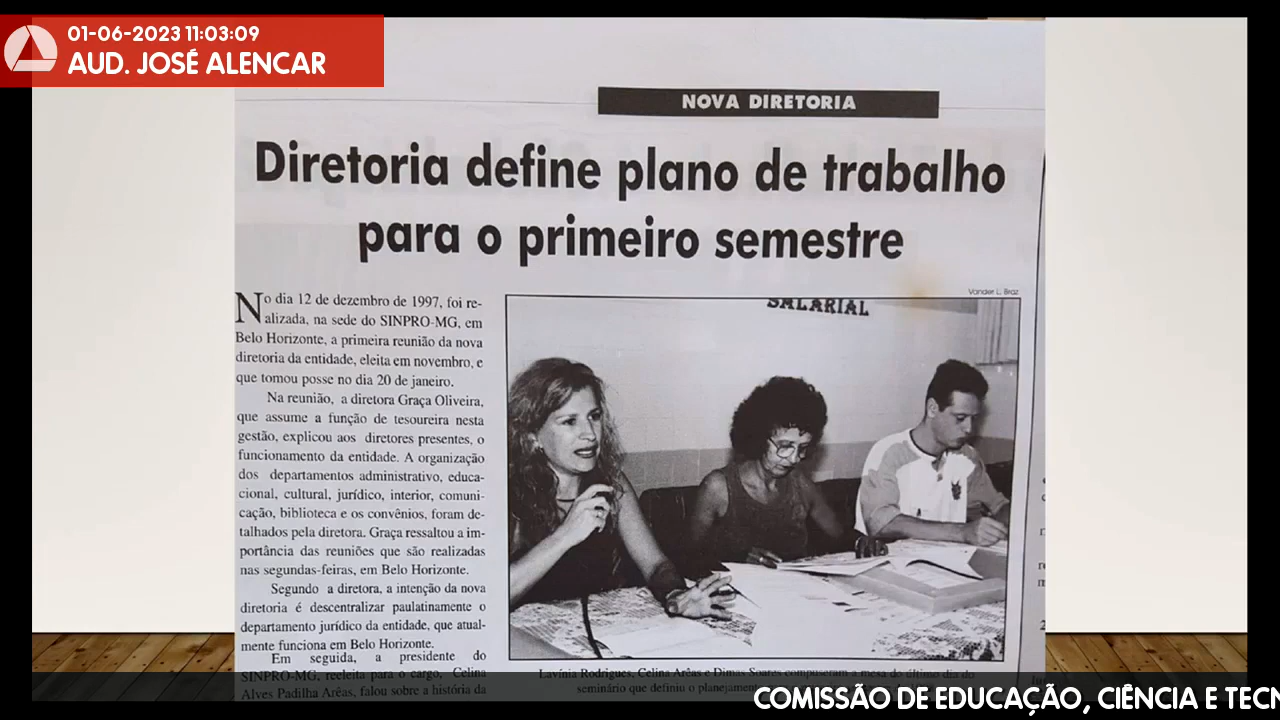 01-06-2023 11:03:09
AUD. JOSÉ ALENCAR
NOVA DIRETORIA
Diretoria define plano de trabalho
para o primeiro semestre
No dia 12 de dezembro de 1997, foi re-
alizada, na sede do SINPRO-MG, em
Belo Horizonte, a primeira reunião da nova
diretoria da entidade, eleita em novembro, e
que tomou posse no dia 20 de janeiro.
Na reunião, a diretora Graça Oliveira,
que assume a função de tesoureira nesta
gestão, explicou aos diretores presentes, o
funcionamento da entidade. A organização
dos departamentos administrativo, educa-
cional, cultural, jurídico, interior, comuni-
cação, biblioteca e os convênios, foram de-
talhados pela diretora. Graça ressaltou a im-
portância das reuniões que são realizadas
nas segundas-feiras, em Belo Horizonte.
Segundo a diretora, a intenção da nova
diretoria é descentralizar paulatinamente o
departamento jurídico da entidade, que atual-
mente funciona em Belo Horizonte.
Em seguida, a presidente do
SINPRO-MG, reeleita para o cargo, Celina
Alves Padilha Arêas, falou sobre a história da
Vander L. Braz
SALARIAL
Lavínia Rodrigues, Celina Arêas e Dimas Soares compuseram a mesa do último dia do
seminário que definiu o planejamento
COMISSÃO DE EDUCAÇÃO, CIÊNCIA E TECN